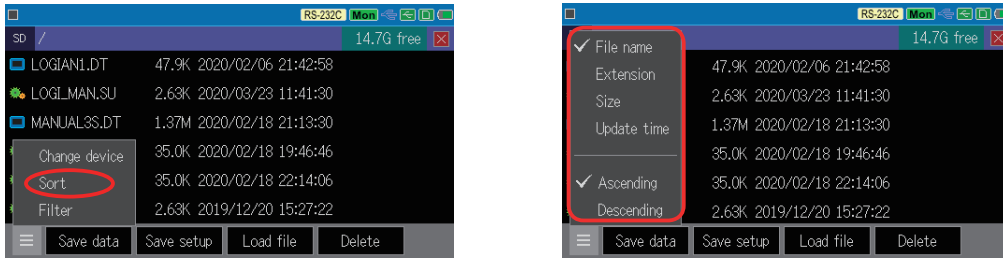 RS-232C Mon
SD / 14.7G free
LOGIAN1.DT 47.9K 2020/02/06 21:42:58
LOGI_MAN.SU 2.63K 2020/03/23 11:41:30
MANUAL3S.DT 1.37M 2020/02/18 21:13:30
Change device 35.0K 2020/02/18 19:46:46
Sort 35.0K 2020/02/18 22:14:06
Filter 2.63K 2019/12/20 15:27:22
Save data Save setup Load file Delete
RS-232C Mon
14.7G free
File name
Extension 47.9K 2020/02/06 21:42:58
Size 2.63K 2020/03/23 11:41:30
Update time 1.37M 2020/02/18 21:13:30
35.0K 2020/02/18 19:46:46
Ascending 35.0K 2020/02/18 22:14:06
Descending 2.63K 2019/12/20 15:27:22
Save data Save setup Load file Delete